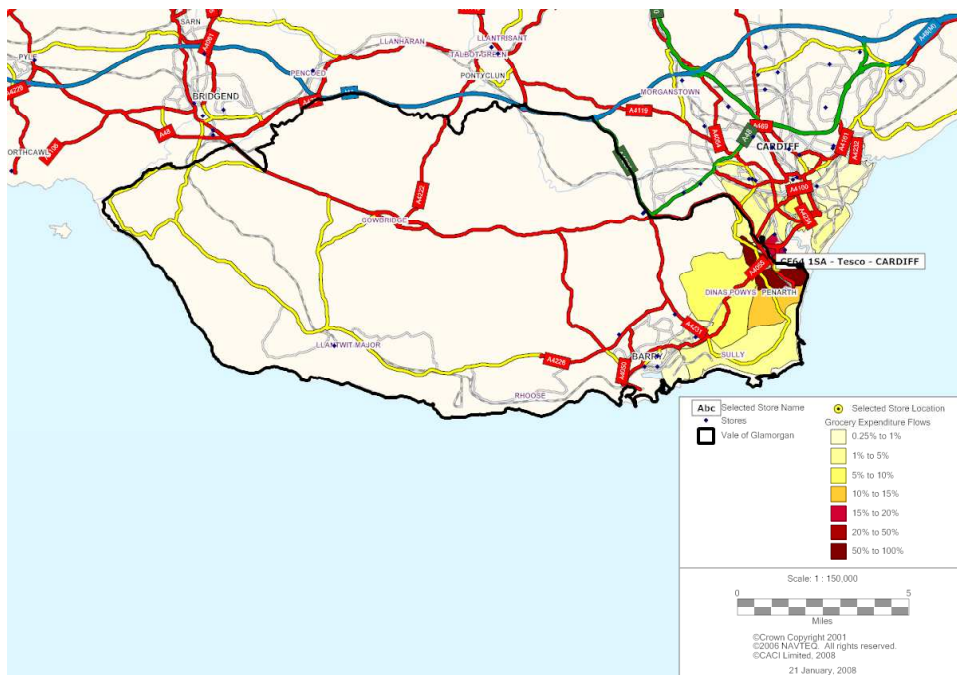 SARN
LLANTRISANT
LLANHARAN
TALBOT GREEN
PYLE
PENCOED
PONTYCLUN
A4229
BRIDGEND
MORGANSTOWN
A4119
A48
A48
A469
A4161
A4232
CARDIFF
A4160
A4222
COWBRIDGE
CF64 1SA - Tesco - CARDIFF
A4055
DINAS POWYS
PENARTH
A4231
LLANTWIT MAJOR
A4226
BARRY
SULLY
A4050
RHOOSE
Abc Selected Store Name
Stores
Vale of Glamorgan
Selected Store Location
Grocery Expenditure Flows
0.25% to 1%
1% to 5%
5% to 10%
10% to 15%
15% to 20%
20% to 50%
50% to 100%
Scale: 1 : 150,000
0 5
Miles
©Crown Copyright 2001
©2006 NAVTEQ. All rights reserved.
©CACI Limited, 2008
21 January, 2008